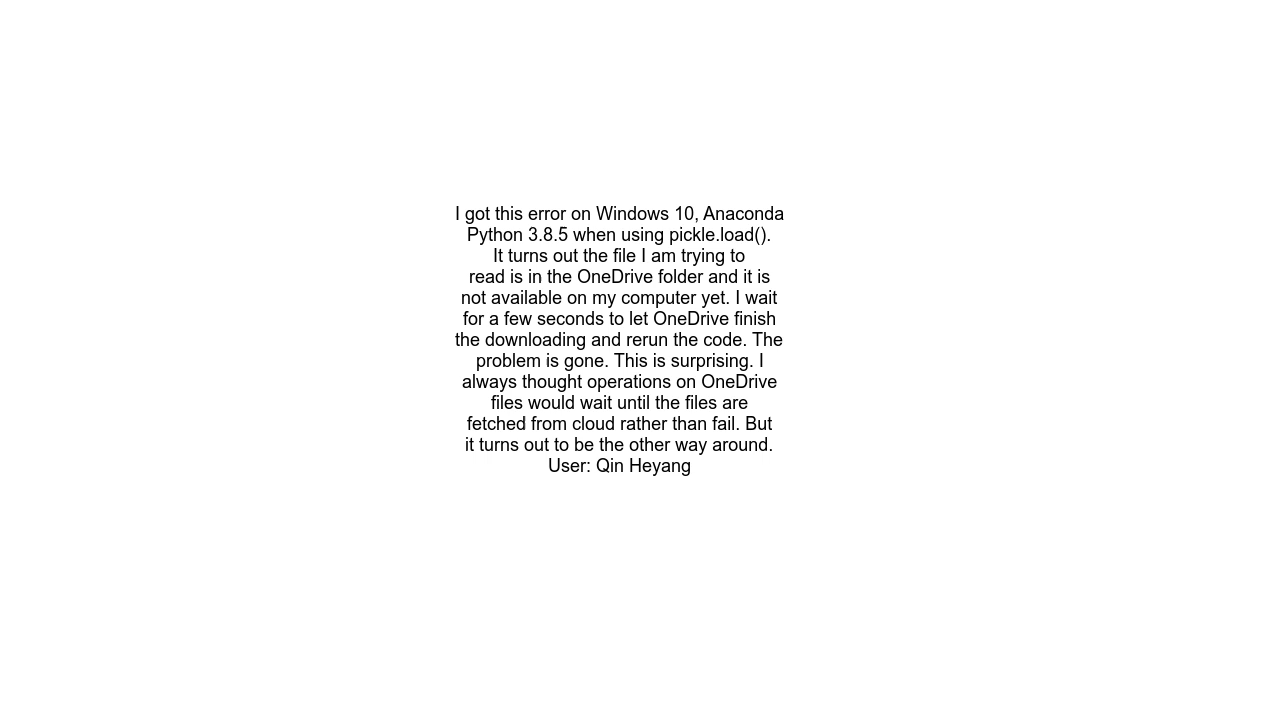 I got this error on Windows 10, Anaconda
Python 3.8.5 when using pickle.load().
It turns out the file I am trying to
read is in the OneDrive folder and it is
not available on my computer yet. I wait
for a few seconds to let OneDrive finish
the downloading and rerun the code. The
problem is gone. This is surprising. I
always thought operations on OneDrive
files would wait until the files are
fetched from cloud rather than fail. But
it turns out to be the other way around.
User: Qin Heyang